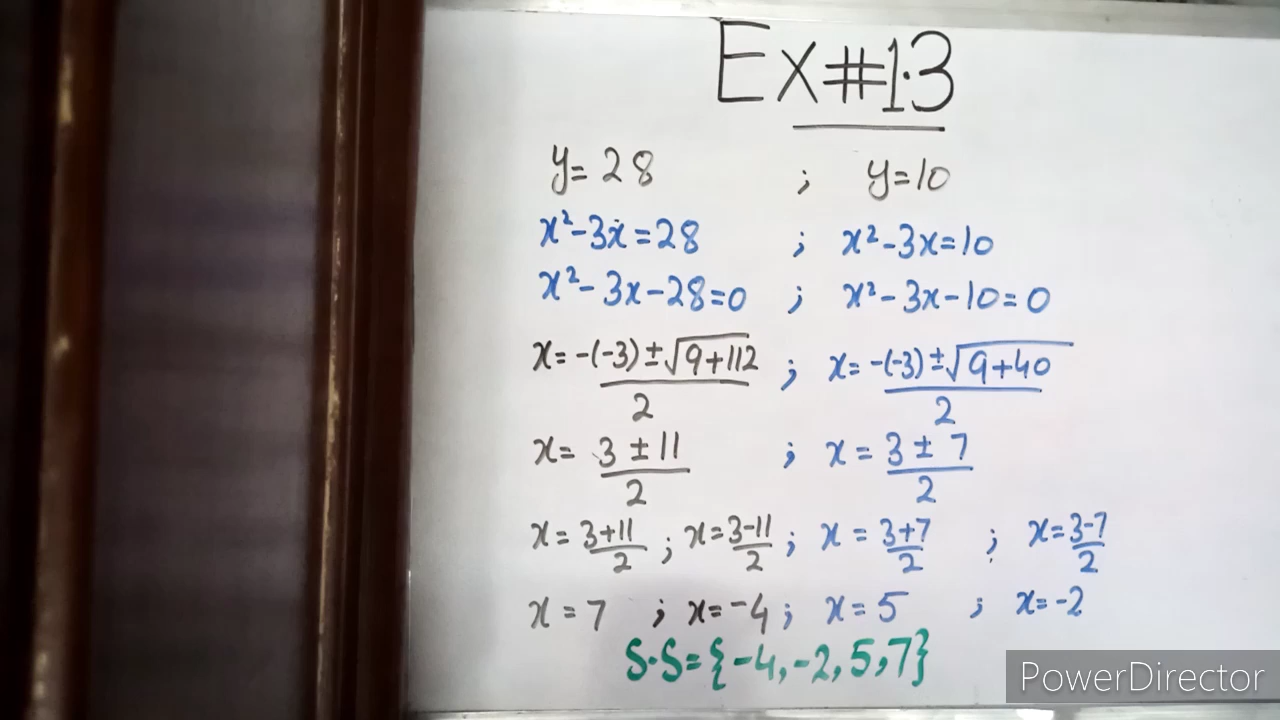 Ex#1.3
y=28 ; y=10
x²-3x=28 ; x²-3x=10
x²-3x-28=0 ; x²-3x-10=0
x=-(-3)±√9+112/2 ; x=-(-3)±√9+40/2
x=3±11/2 ; x=3±7/2
x=3+11/2 ; x=3-11/2 ; x=3+7/2 ; x=3-7/2
x=7 ; x=-4 ; x=5 ; x=-2
S.S={-4,-2,5,7}
PowerDirector